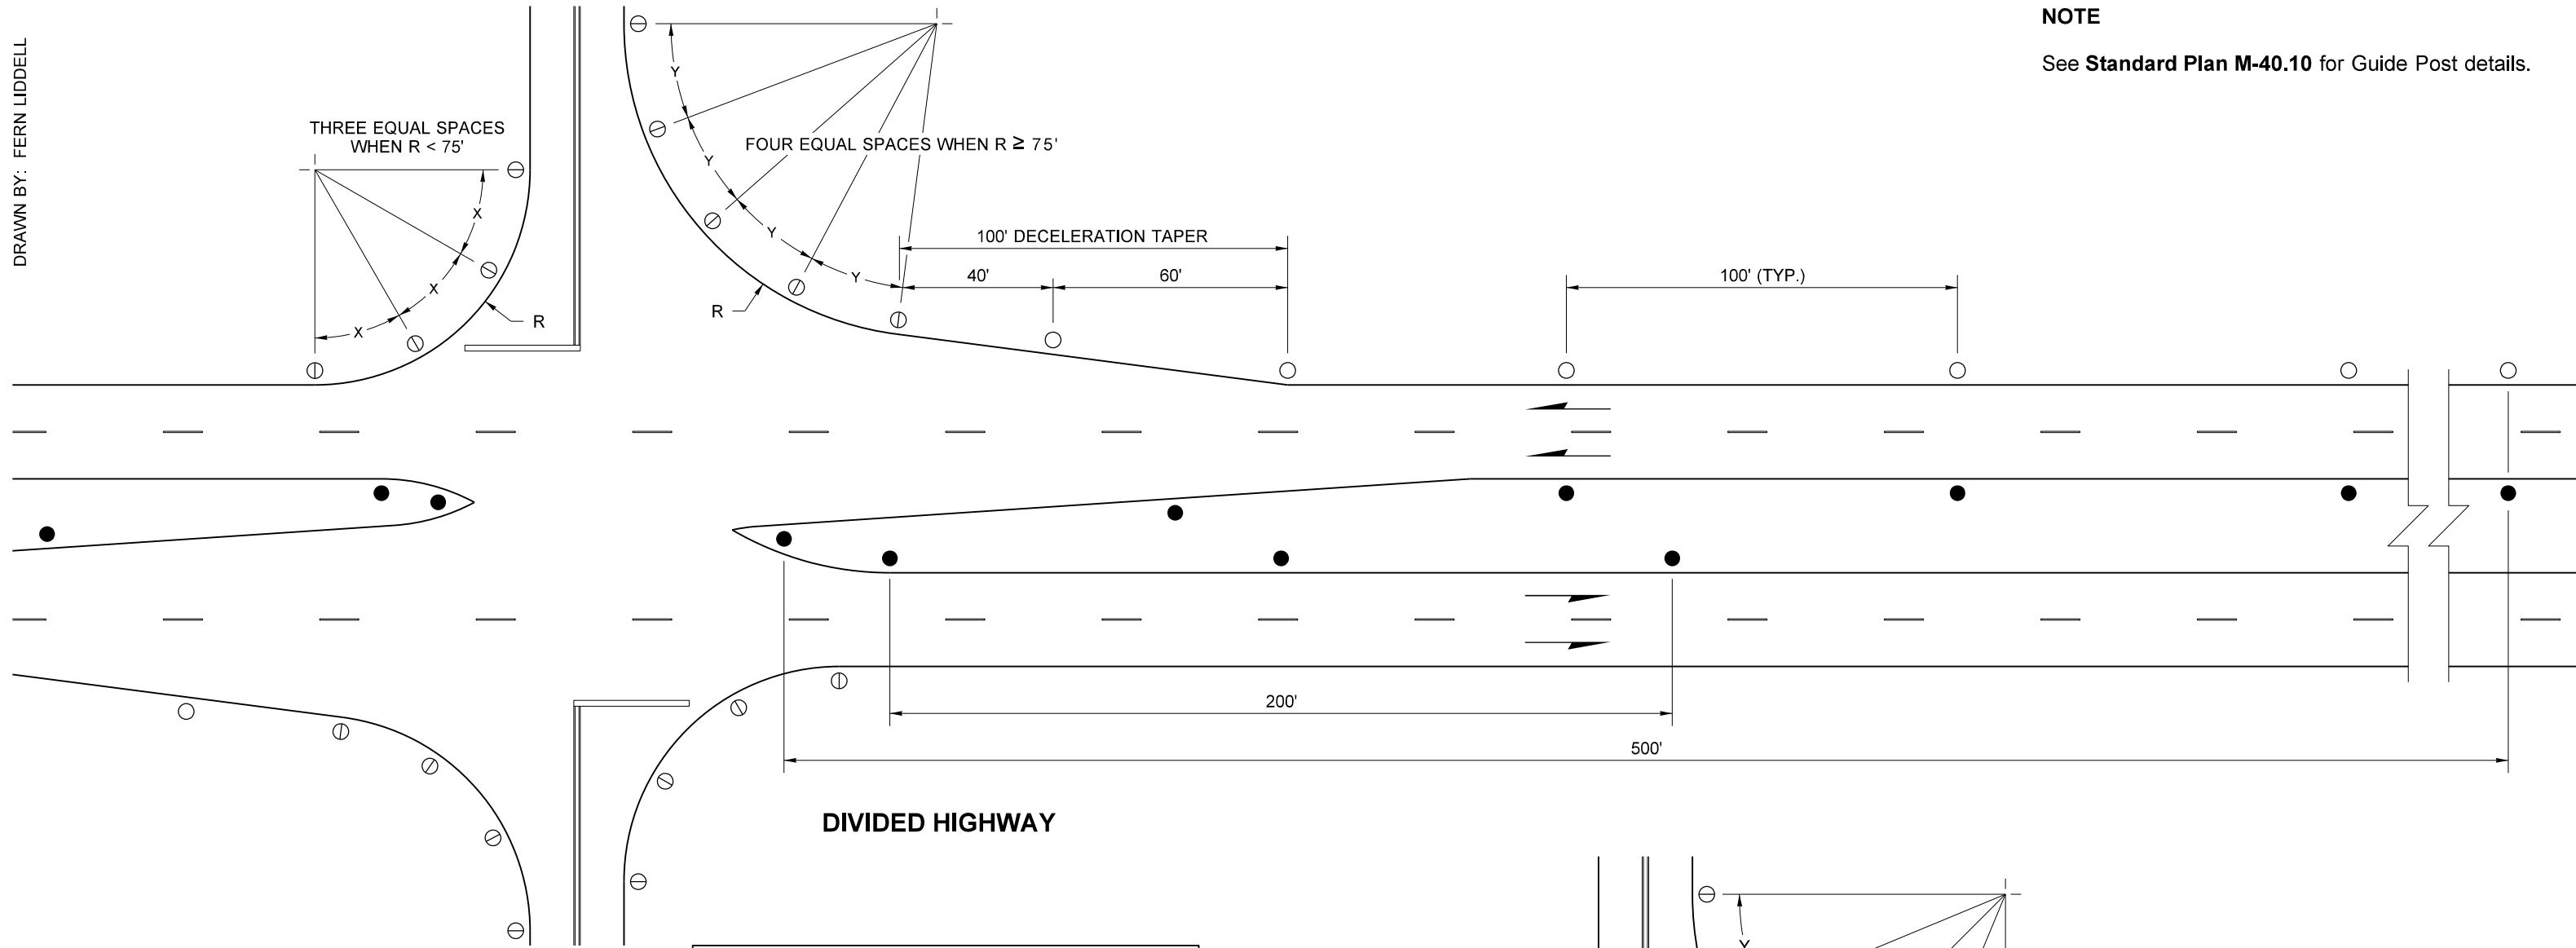 NOTE
See Standard Plan M-40.10 for Guide Post details.
DRAWN BY: FERN LIDDELL
THREE EQUAL SPACES
WHEN R < 75'
X
X
X
R
Y
Y
Y
Y
FOUR EQUAL SPACES WHEN R ≥ 75'
R
100' DECELERATION TAPER
40'
60'
100' (TYP.)
200'
500'
DIVIDED HIGHWAY
Y